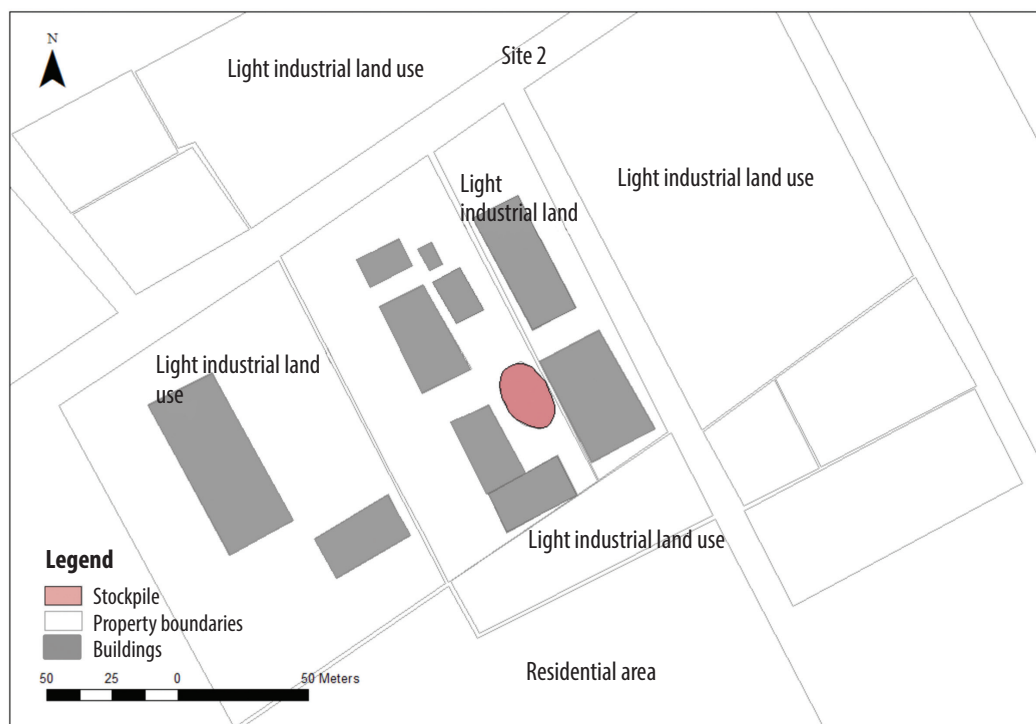 N
Site 2
Light industrial land use
Light industrial land use
Light
industrial land
Light industrial land
use
Light industrial land use
Residential area
Legend
Stockpile
Property boundaries
Buildings
50 25 0 50 Meters